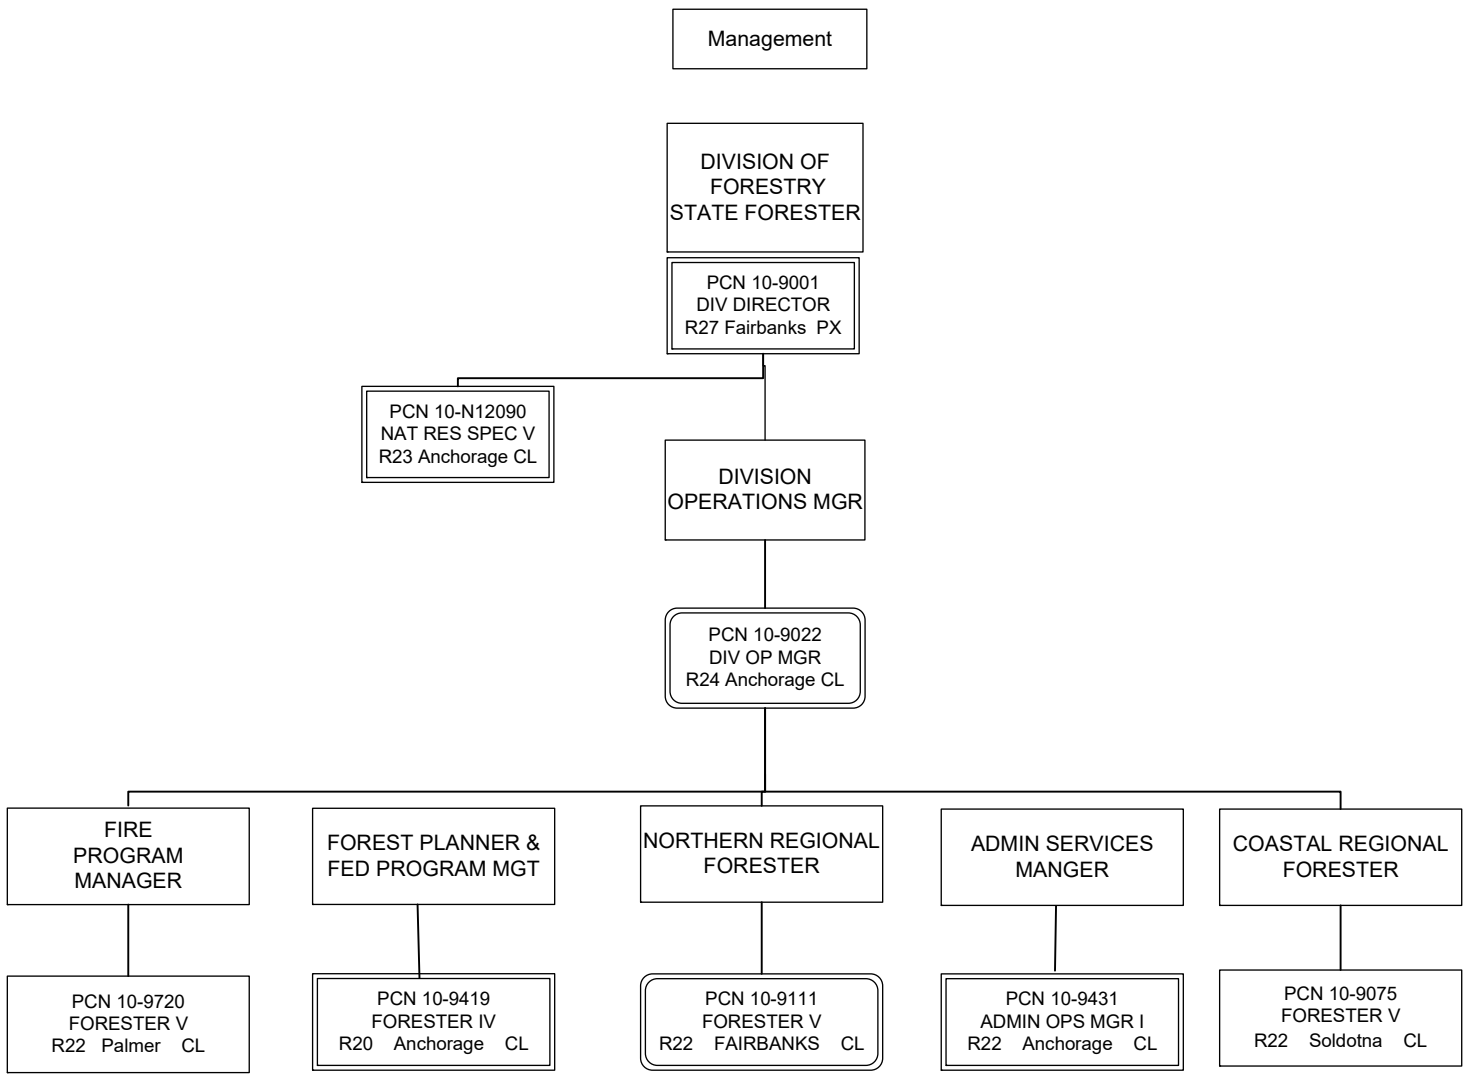 Management
DIVISION OF
FORESTRY
STATE FORESTER
PCN 10-9001
DIV DIRECTOR
R27 Fairbanks PX
PCN 10-N12090
NAT RES SPEC V
R23 Anchorage CL
DIVISION
OPERATIONS MGR
PCN 10-9022
DIV OP MGR
R24 Anchorage CL
FIRE
PROGRAM
MANAGER
FOREST PLANNER &
FED PROGRAM MGT
NORTHERN REGIONAL
FORESTER
ADMIN SERVICES
MANGER
COASTAL REGIONAL
FORESTER
PCN 10-9720
FORESTER V
R22 Palmer CL
PCN 10-9419
FORESTER IV
R20 Anchorage CL
PCN 10-9111
FORESTER V
R22 FAIRBANKS CL
PCN 10-9431
ADMIN OPS MGR I
R22 Anchorage CL
PCN 10-9075
FORESTER V
R22 Soldotna CL